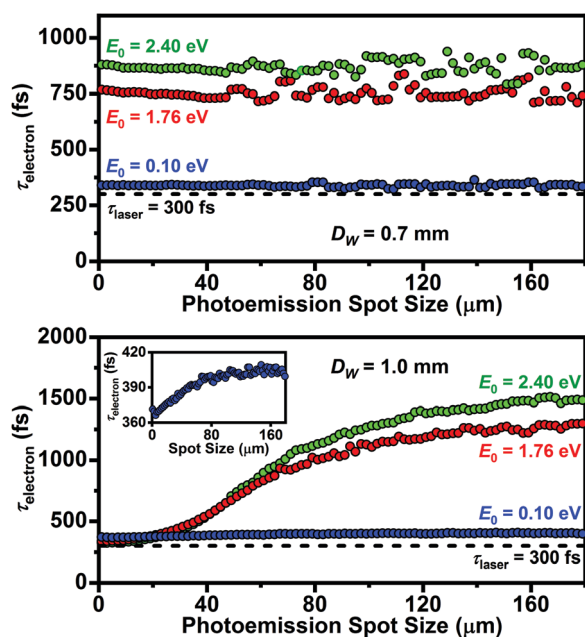 1000
750
500
250
0
τelectron (fs)
E0 = 2.40 eV
E0 = 1.76 eV
E0 = 0.10 eV
τlaser = 300 fs
DW = 0.7 mm
0 40 80 120 160
Photoemission Spot Size (μm)
2000
1500
1000
500
0
τelectron (fs)
420
390
360
τelectron (fs)
0 80 160
Spot Size (μm)
DW = 1.0 mm
E0 = 2.40 eV
E0 = 1.76 eV
E0 = 0.10 eV
τlaser = 300 fs
0 40 80 120 160
Photoemission Spot Size (μm)